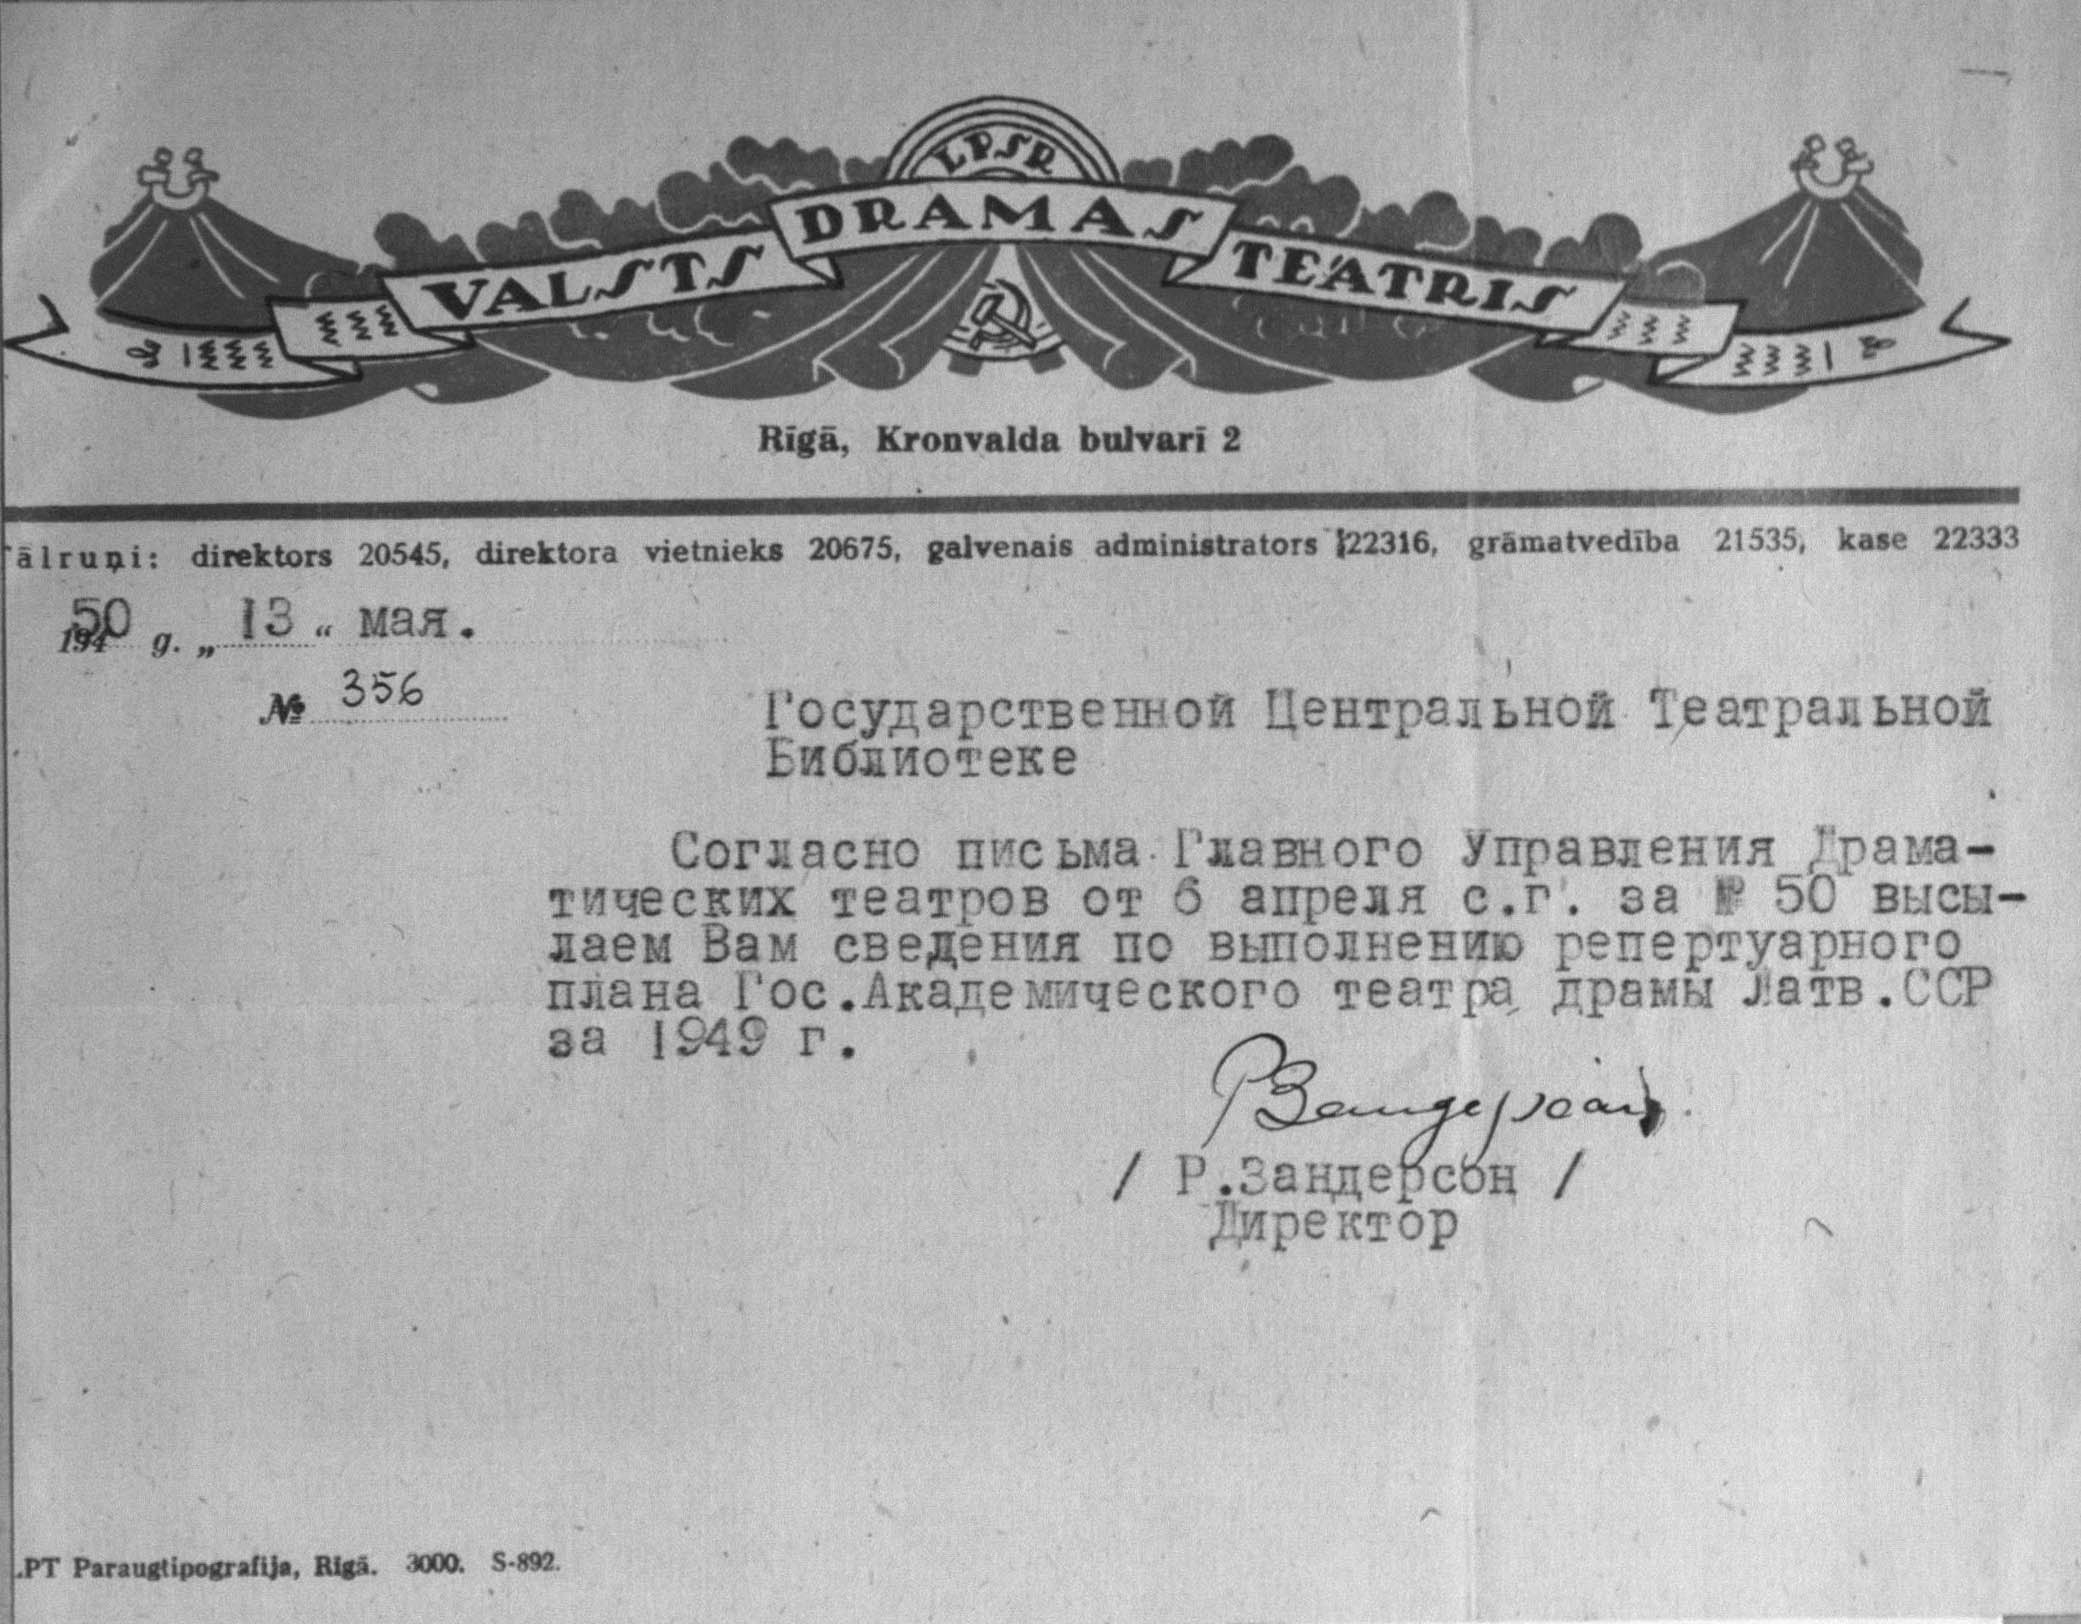 LPSR
VALSTS DRAMAS TEATRIS
Rīgā, Kronvalda bulvarī 2
ālruņi: direktors 20545, direktora vietnieks 20675, galvenais administrators 22316, grāmatvedība 21535, kase 22333
1950 g. „ 13 “ мая.
№ 356
Государственной Центральной Театральной
Библиотеке
Согласно письма Главного Управления Драма-
тических театров от 6 апреля с.г. за № 50 высы-
лаем Вам сведения по выполнению репертуарного
плана Гос.Академического театра драмы Латв.ССР
за 1949 г.
РЗандерсон
/ Р.Зандерсон /
Директор
.PT Paraugtipografija, Rīgā. 3000. S-892.